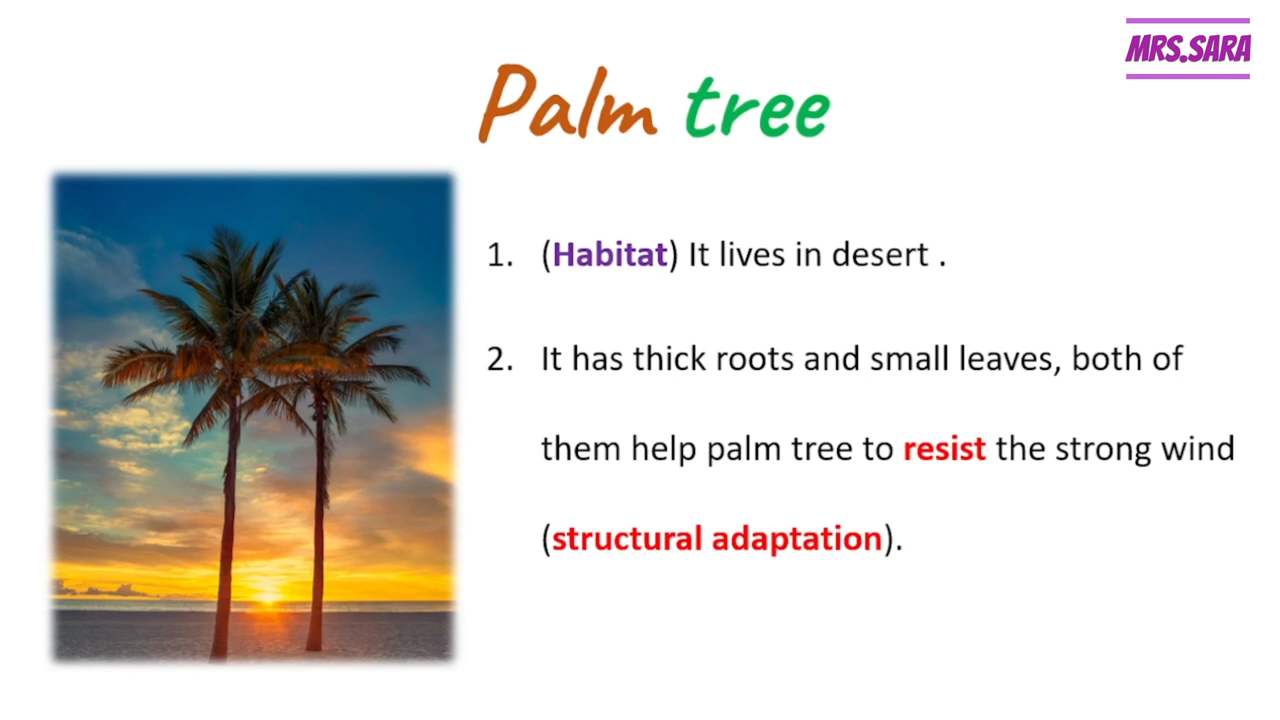 MRS.SARA
Palm tree
1. (Habitat) It lives in desert .
2. It has thick roots and small leaves, both of
them help palm tree to resist the strong wind
(structural adaptation).